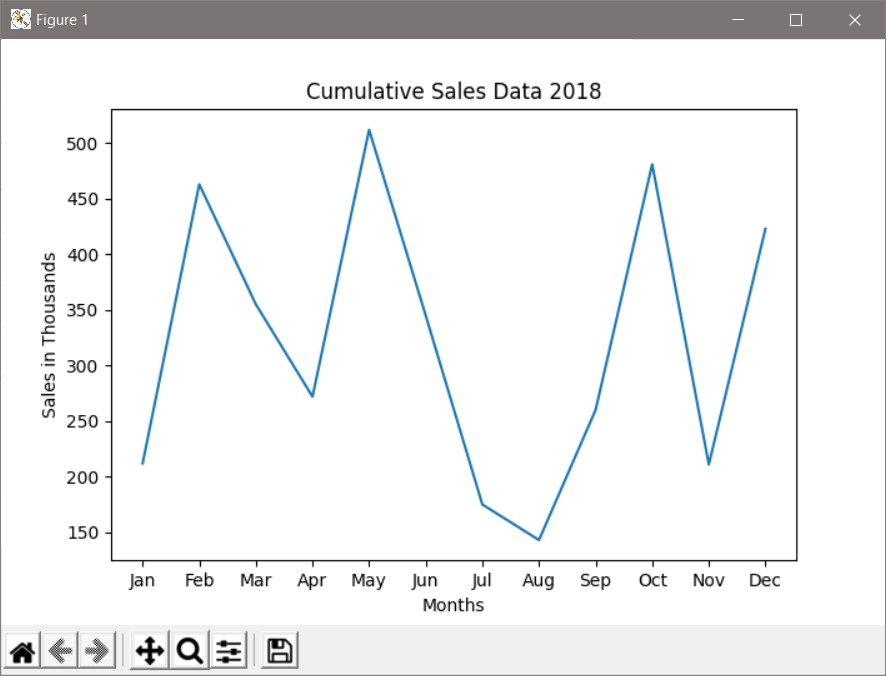 Figure 1
Cumulative Sales Data 2018
500
450
400
350
300
250
200
150
Sales in Thousands
Jan Feb Mar Apr May Jun Jul Aug Sep Oct Nov Dec
Months